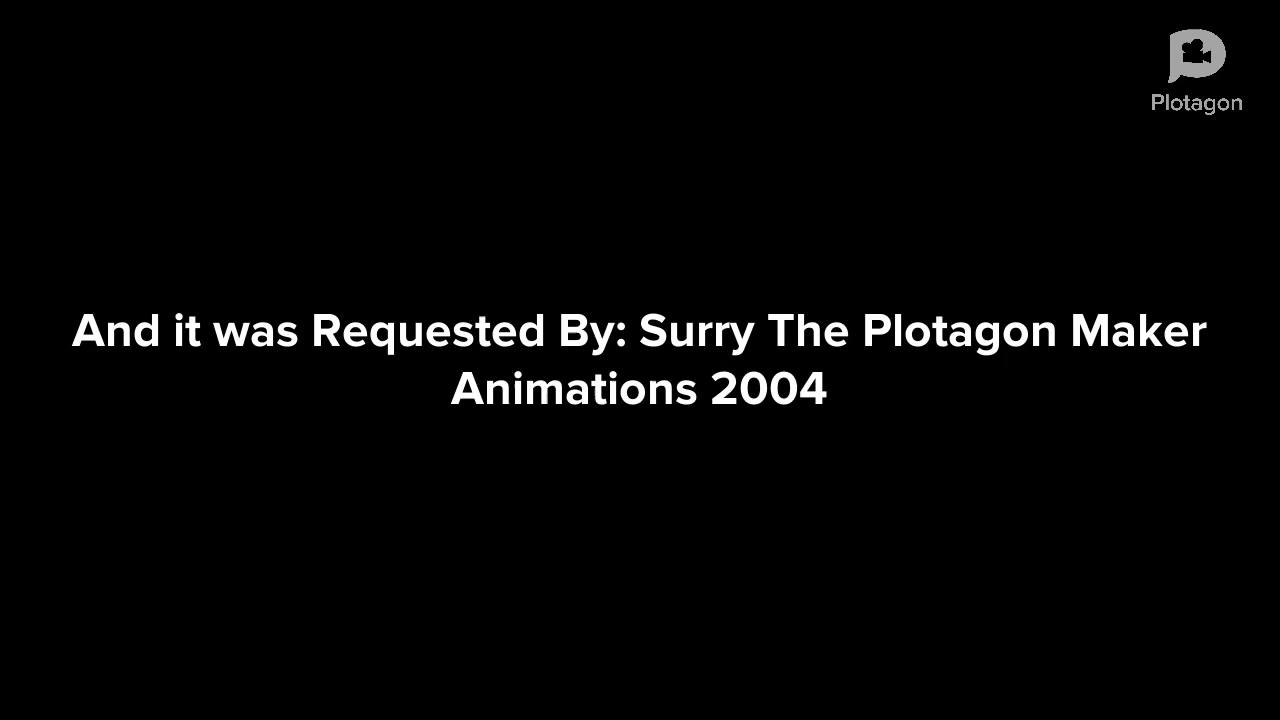 Plotagon
And it was Requested By: Surry The Plotagon Maker
Animations 2004